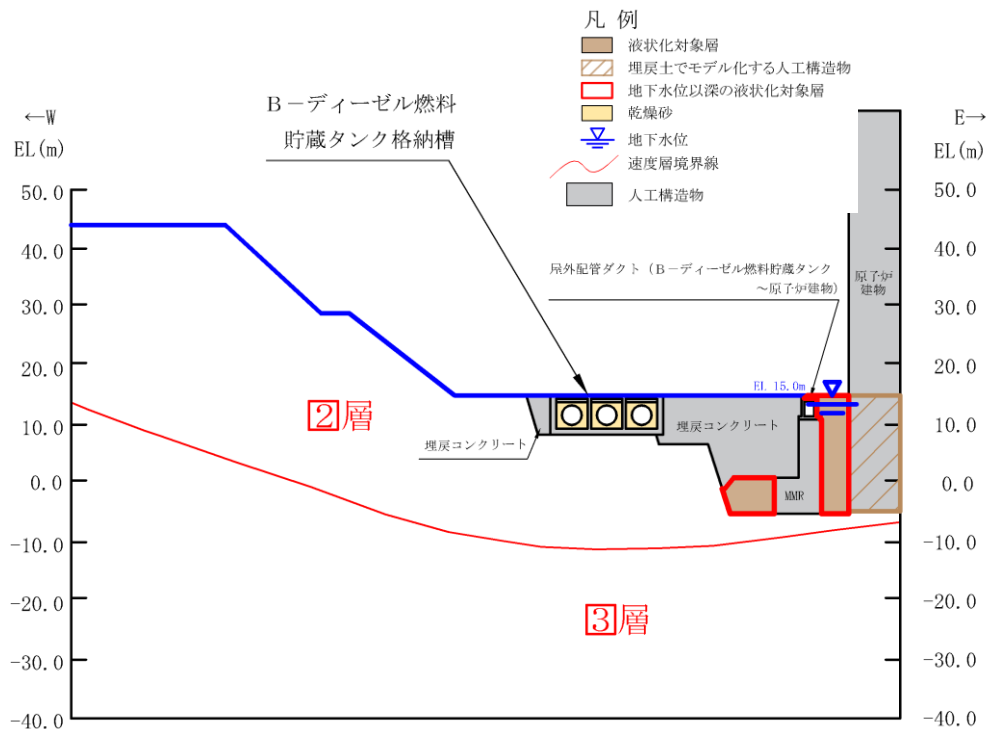 凡 例
液状化対象層
埋戻土でモデル化する人工構造物
地下水位以深の液状化対象層
乾燥砂
地下水位
速度層境界線
人工構造物
←W
EL(m)
E→
EL(m)
B－ディーゼル燃料
貯蔵タンク格納槽
屋外配管ダクト（B－ディーゼル燃料貯蔵タンク
～原子炉建物）
原子炉
建物
50.0
40.0
30.0
20.0
10.0
0.0
-10.0
-20.0
-30.0
-40.0
EL 15.0m
2層
埋戻コンクリート
埋戻コンクリート
MMR
3層
50.0
40.0
30.0
20.0
10.0
0.0
-10.0
-20.0
-30.0
-40.0